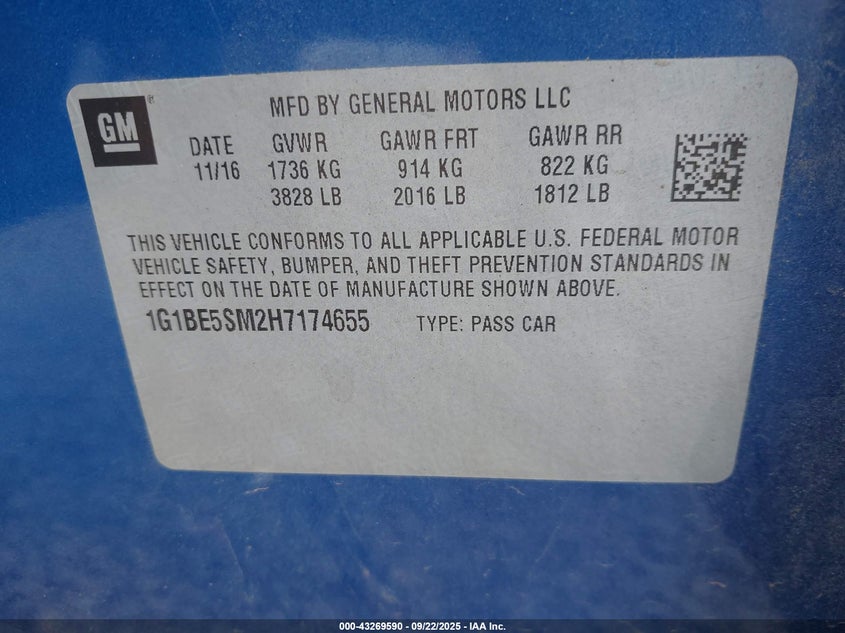 GM
MFD BY GENERAL MOTORS LLC
DATE GVWR GAWR FRT GAWR RR
11/16 1736 KG 914 KG 822 KG
3828 LB 2016 LB 1812 LB
THIS VEHICLE CONFORMS TO ALL APPLICABLE U.S. FEDERAL MOTOR
VEHICLE SAFETY, BUMPER, AND THEFT PREVENTION STANDARDS IN
EFFECT ON THE DATE OF MANUFACTURE SHOWN ABOVE.
1G1BE5SM2H7174655 TYPE: PASS CAR
000-43269590 - 09/22/2025 - IAA Inc.